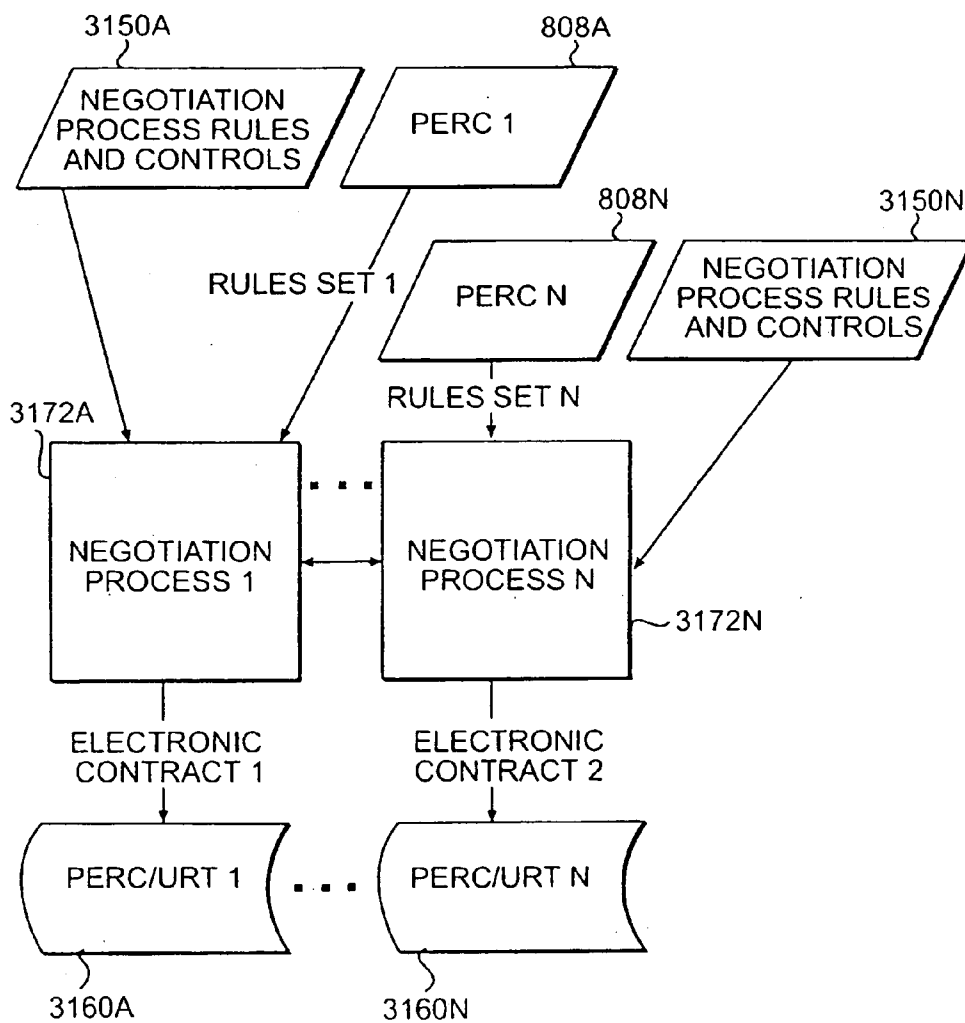 3150A
808A
NEGOTIATION
PROCESS RULES
AND CONTROLS
PERC 1
808N
3150N
RULES SET 1
PERC N
NEGOTIATION
PROCESS RULES
AND CONTROLS
RULES SET N
3172A
NEGOTIATION
PROCESS 1
NEGOTIATION
PROCESS N
3172N
ELECTRONIC
CONTRACT 1
ELECTRONIC
CONTRACT 2
PERC/URT 1
PERC/URT N
3160A
3160N